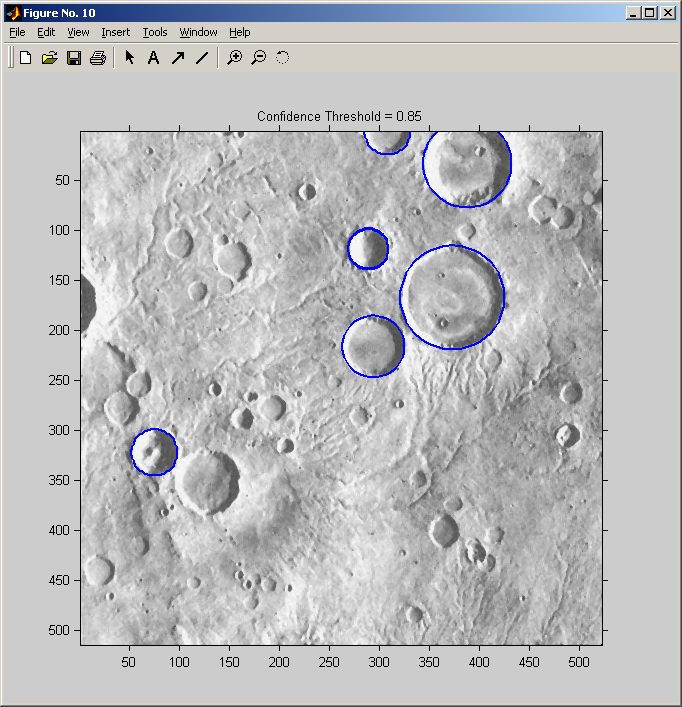 Figure No. 10
File Edit View Insert Tools Window Help
A
Confidence Threshold = 0.85
50
100
150
200
250
300
350
400
450
500
50 100 150 200 250 300 350 400 450 500